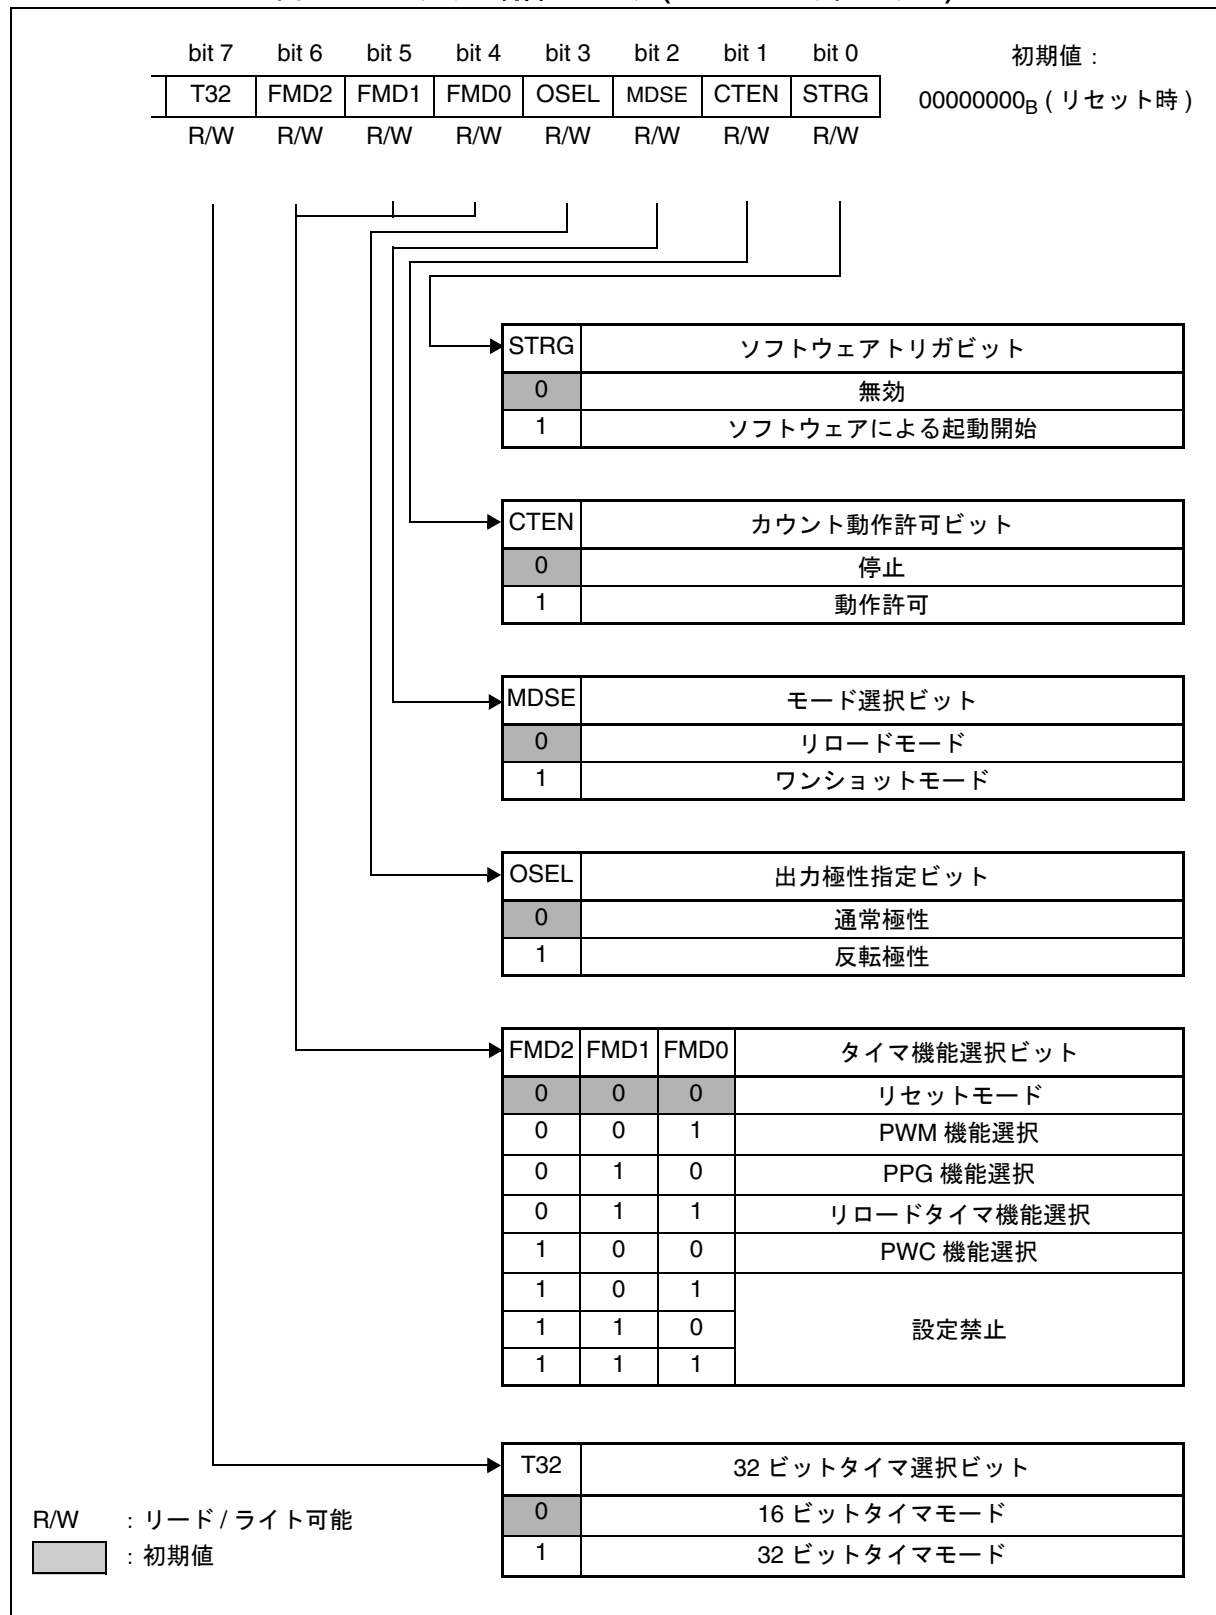 bit 7 bit 6 bit 5 bit 4 bit 3 bit 2 bit 1 bit 0 初期値:
T32 FMD2 FMD1 FMD0 OSEL MDSE CTEN STRG 00000000B ( リセット時 )
R/W R/W R/W R/W R/W R/W R/W R/W
STRG ソフトウェアトリガビット
0 無効
1 ソフトウェアによる起動開始
CTEN カウント動作許可ビット
0 停止
1 動作許可
MDSE モード選択ビット
0 リロードモード
1 ワンショットモード
OSEL 出力極性指定ビット
0 通常極性
1 反転極性
FMD2 FMD1 FMD0 タイマ機能選択ビット
0 0 0 リセットモード
0 0 1 PWM 機能選択
0 1 0 PPG 機能選択
0 1 1 リロードタイマ機能選択
1 0 0 PWC 機能選択
1 0 1
1 1 0 設定禁止
1 1 1
T32 32 ビットタイマ選択ビット
0 16 ビットタイマモード
1 32 ビットタイマモード
R/W : リード / ライト可能
: 初期値